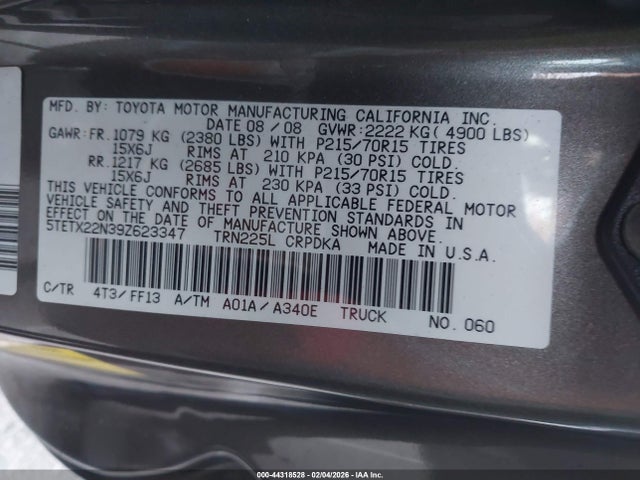 MFD. BY: TOYOTA MOTOR MANUFACTURING CALIFORNIA INC.
DATE 08/08 GVWR: 2222 KG( 4900 LBS)
GAWR: FR. 1079 KG (2380 LBS) WITH P215/70R15 TIRES
15X6J RIMS AT 210 KPA (30 PSI) COLD.
RR. 1217 KG (2685 LBS) WITH P215/70R15 TIRES
15X6J RIMS AT 230 KPA (33 PSI) COLD.
THIS VEHICLE CONFORMS TO ALL APPLICABLE FEDERAL MOTOR
VEHICLE SAFETY AND THEFT PREVENTION STANDARDS IN
EFFECT ON THE DATE OF MANUFACTURE SHOWN ABOVE.
5TETX22N39Z623347 TRN225L CRPDKA MADE IN U.S.A.
C/TR 4T3/FF13 A/TM A01A/A340E TRUCK NO. 060
000-44318528 - 02/04/2026 - IAA Inc.